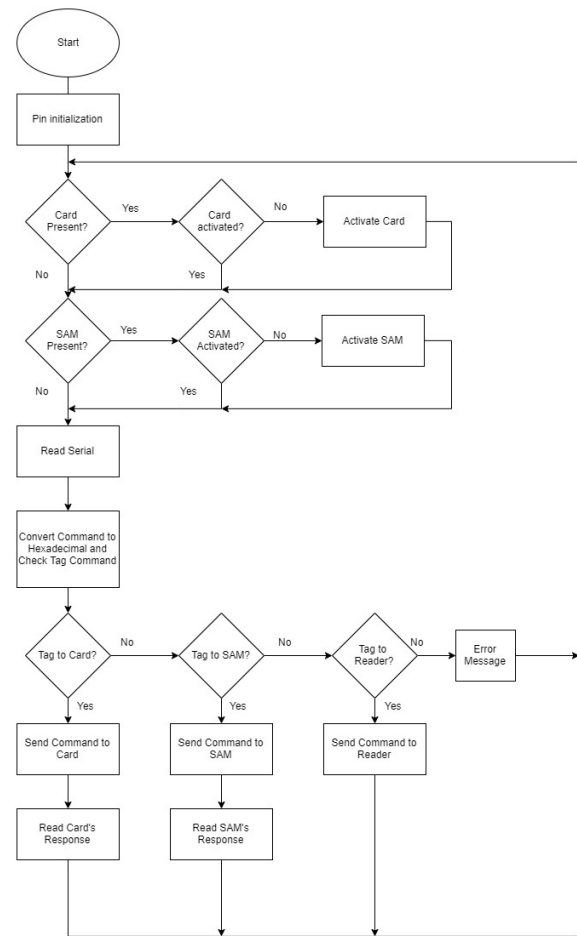 Start
Pin initialization
Card
Present?
Yes
Card
activated?
No
Activate Card
No
Yes
SAM
Present?
Yes
SAM
Activated?
No
Activate SAM
No
Yes
Read Serial
Convert Command to
Hexadecimal and
Check Tag Command
Tag to Card?
No
Tag to SAM?
No
Tag to
Reader?
No
Error
Message
Yes
Yes
Yes
Send Command to
Card
Send Command to
SAM
Send Command to
Reader
Read Card's
Response
Read SAM's
Response